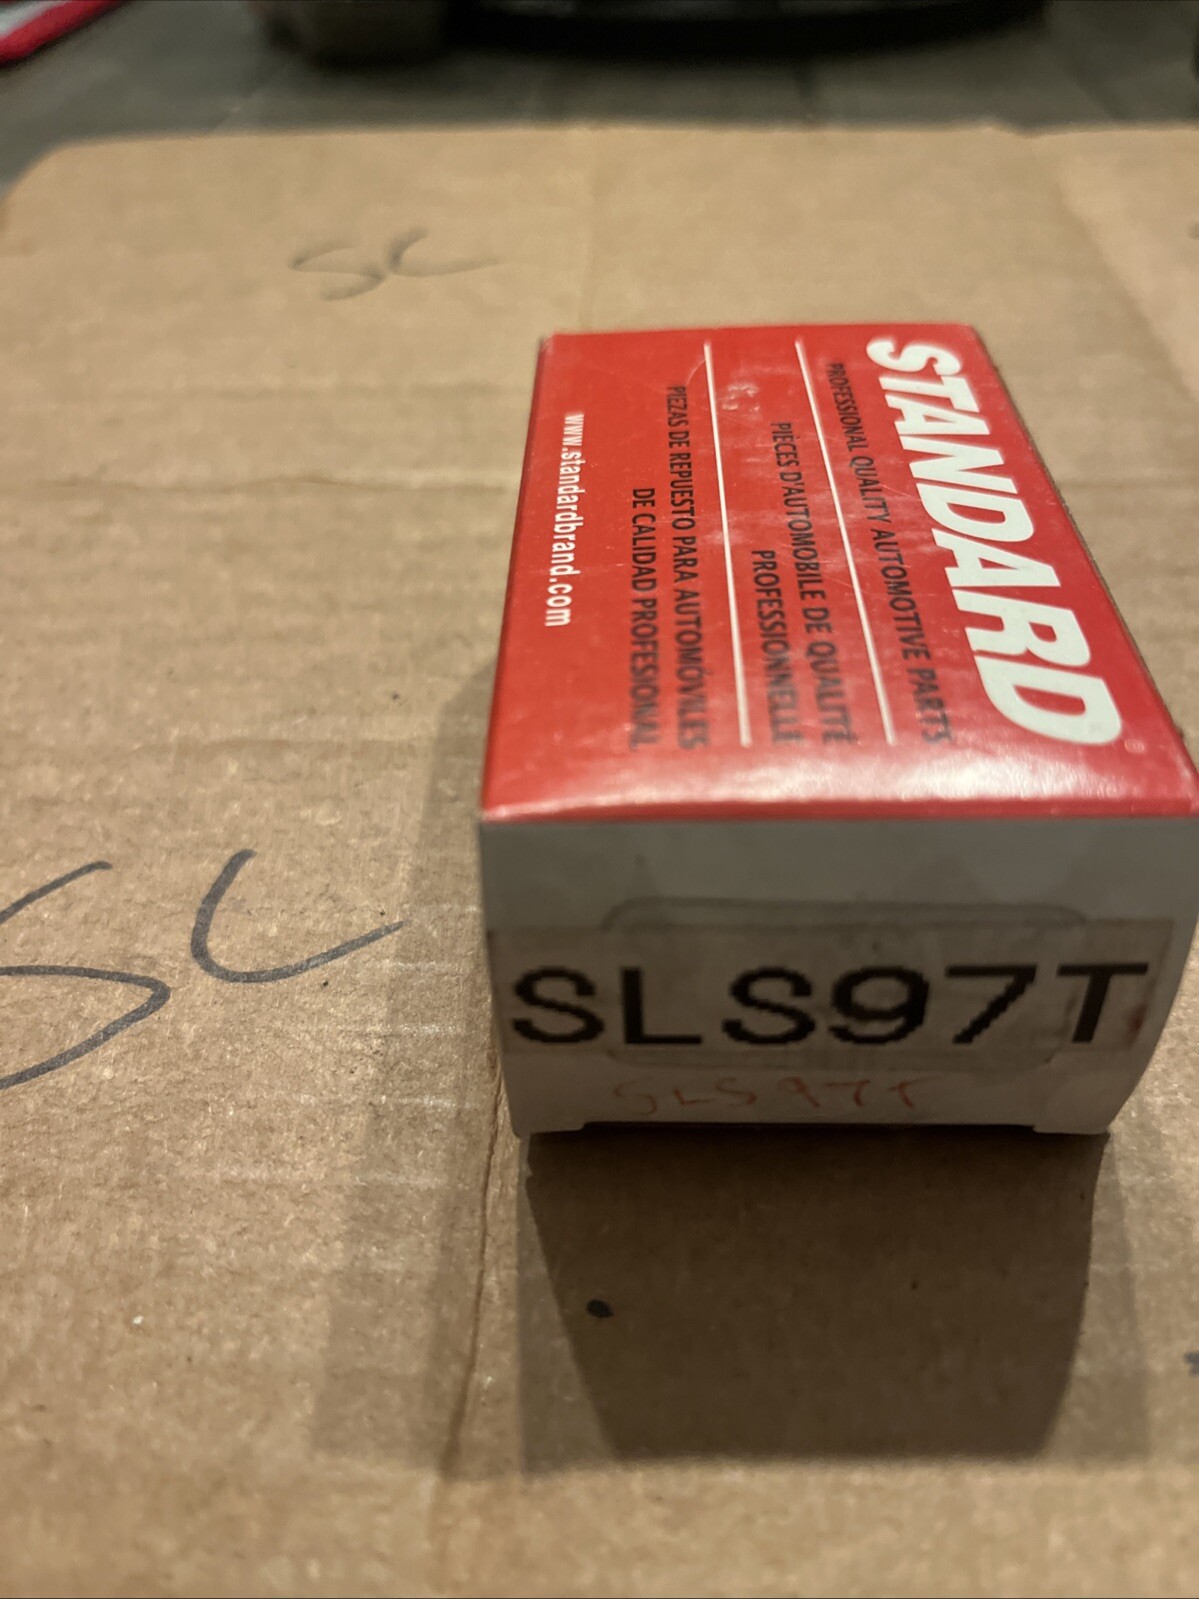 SC
STANDARD
PROFESSIONAL QUALITY AUTOMOTIVE PARTS
PIÈCES D'AUTOMOBILE DE QUALITÉ
PROFESSIONNELLE
PIEZAS DE REPUESTO PARA AUTOMÓVILES
DE CALIDAD PROFESIONAL
www.standardbrand.com
SC
SLS97T
SLS97T